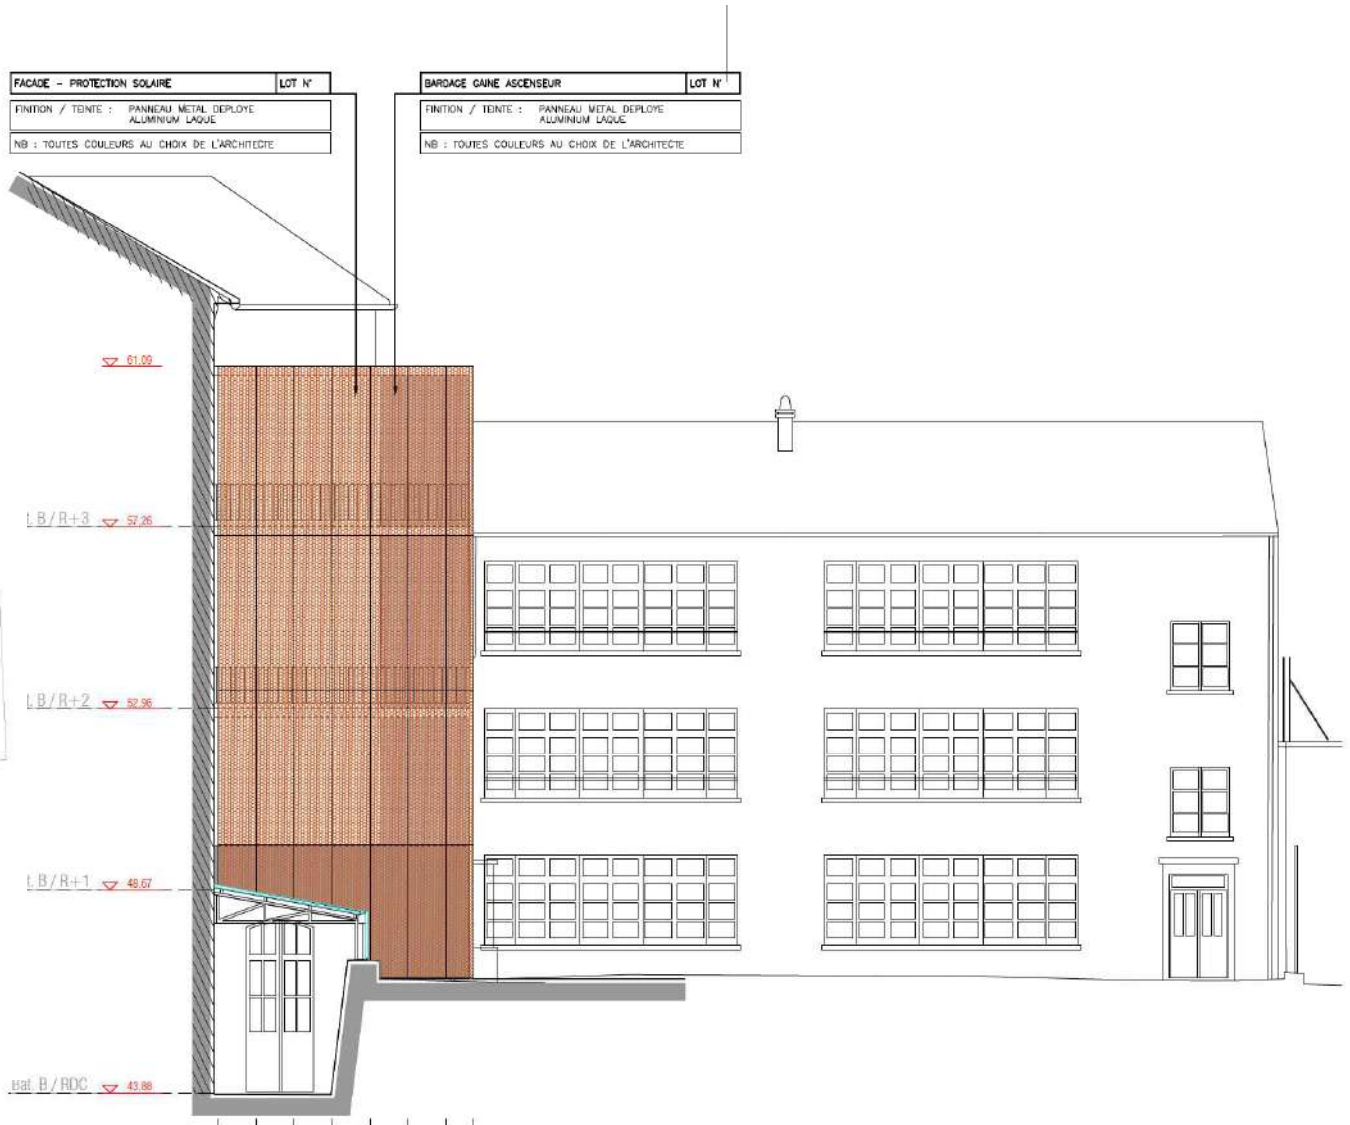 FACADE - PROTECTION SOLAIRE LOT N°
FINITION / TEINTE : PANNEAU METAL DEPLOYE
ALUMINIUM LAQUE
NB : TOUTES COULEURS AU CHOIX DE L'ARCHITECTE
BARDAGE GAINE ASCENSEUR LOT N°
FINITION / TEINTE : PANNEAU METAL DEPLOYE
ALUMINIUM LAQUE
NB : TOUTES COULEURS AU CHOIX DE L'ARCHITECTE
61.09
t. B / R+3 57.26
t. B / R+2 52.96
t. B / R+1 48.67
Bat. B / RDC 43.88